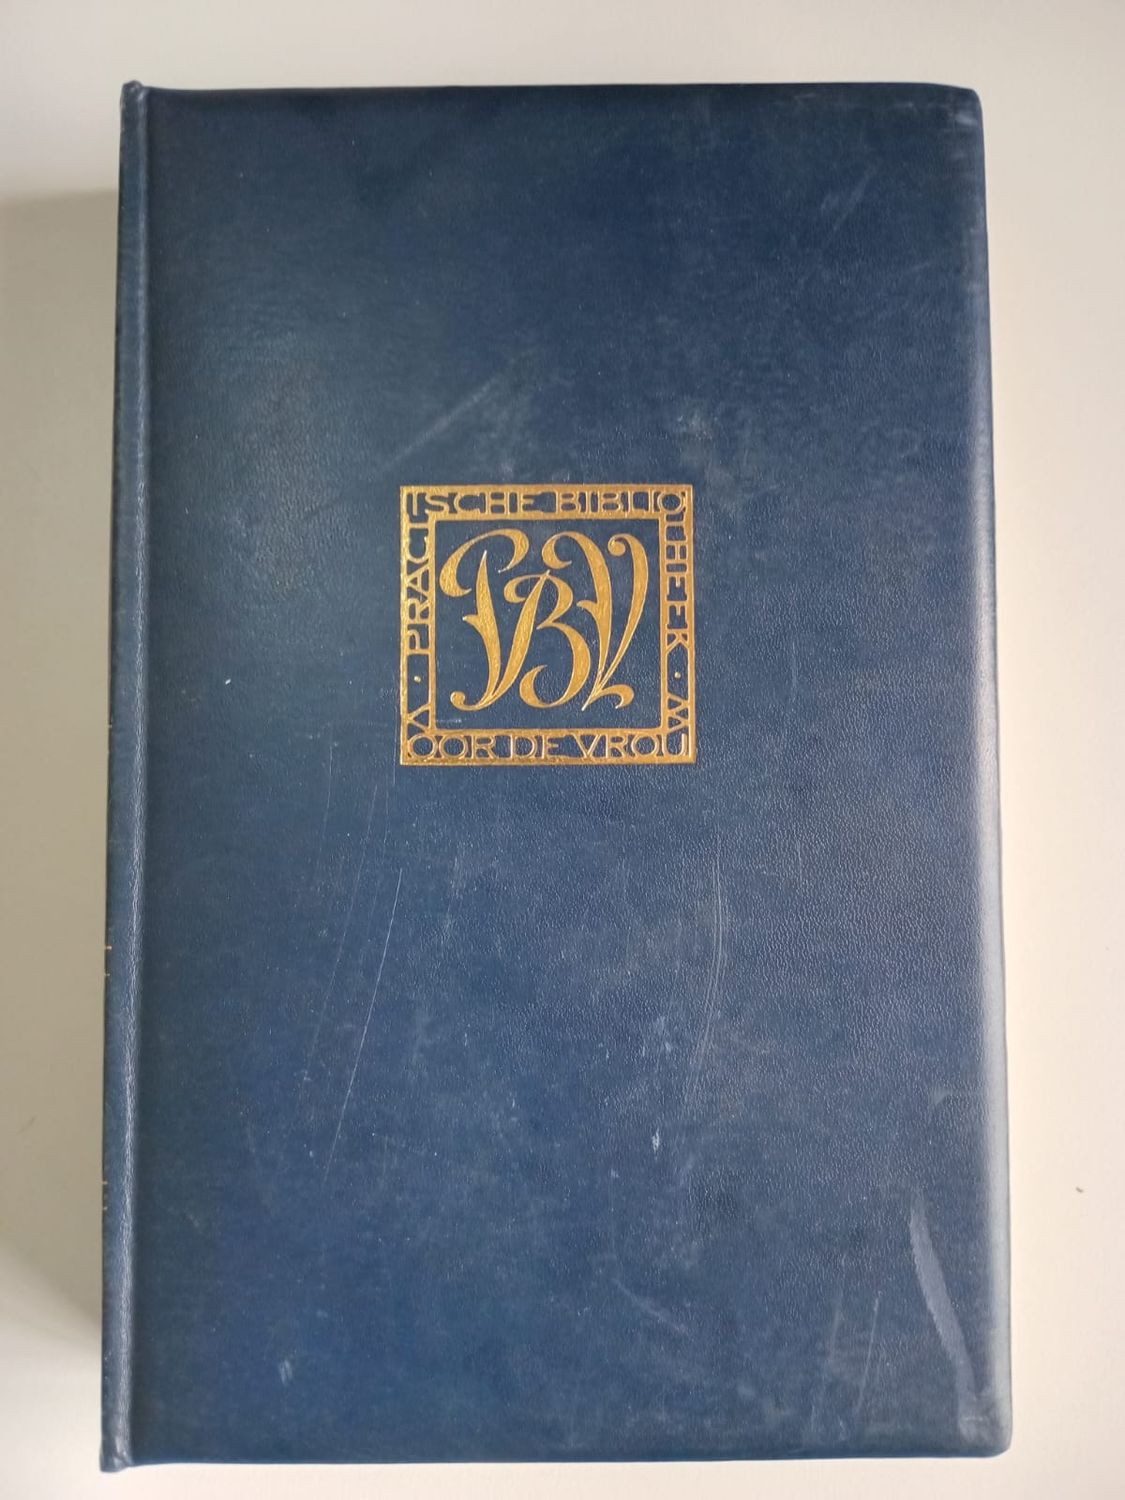 PRACTISCHE BIBLIOTHEEK · VOOR DE VROUW ·
PBV